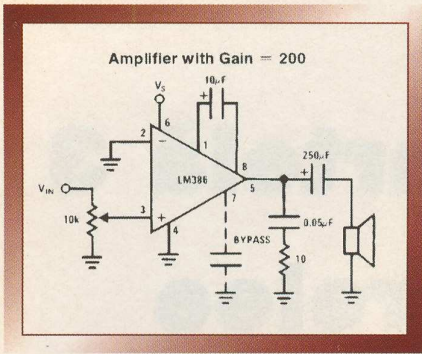 Amplifier with Gain = 200
10μF
+
VS
6
2
−
1
8
LM386
5
7
250μF
+
VIN
10k
3
+
4
BYPASS
0.05μF
10